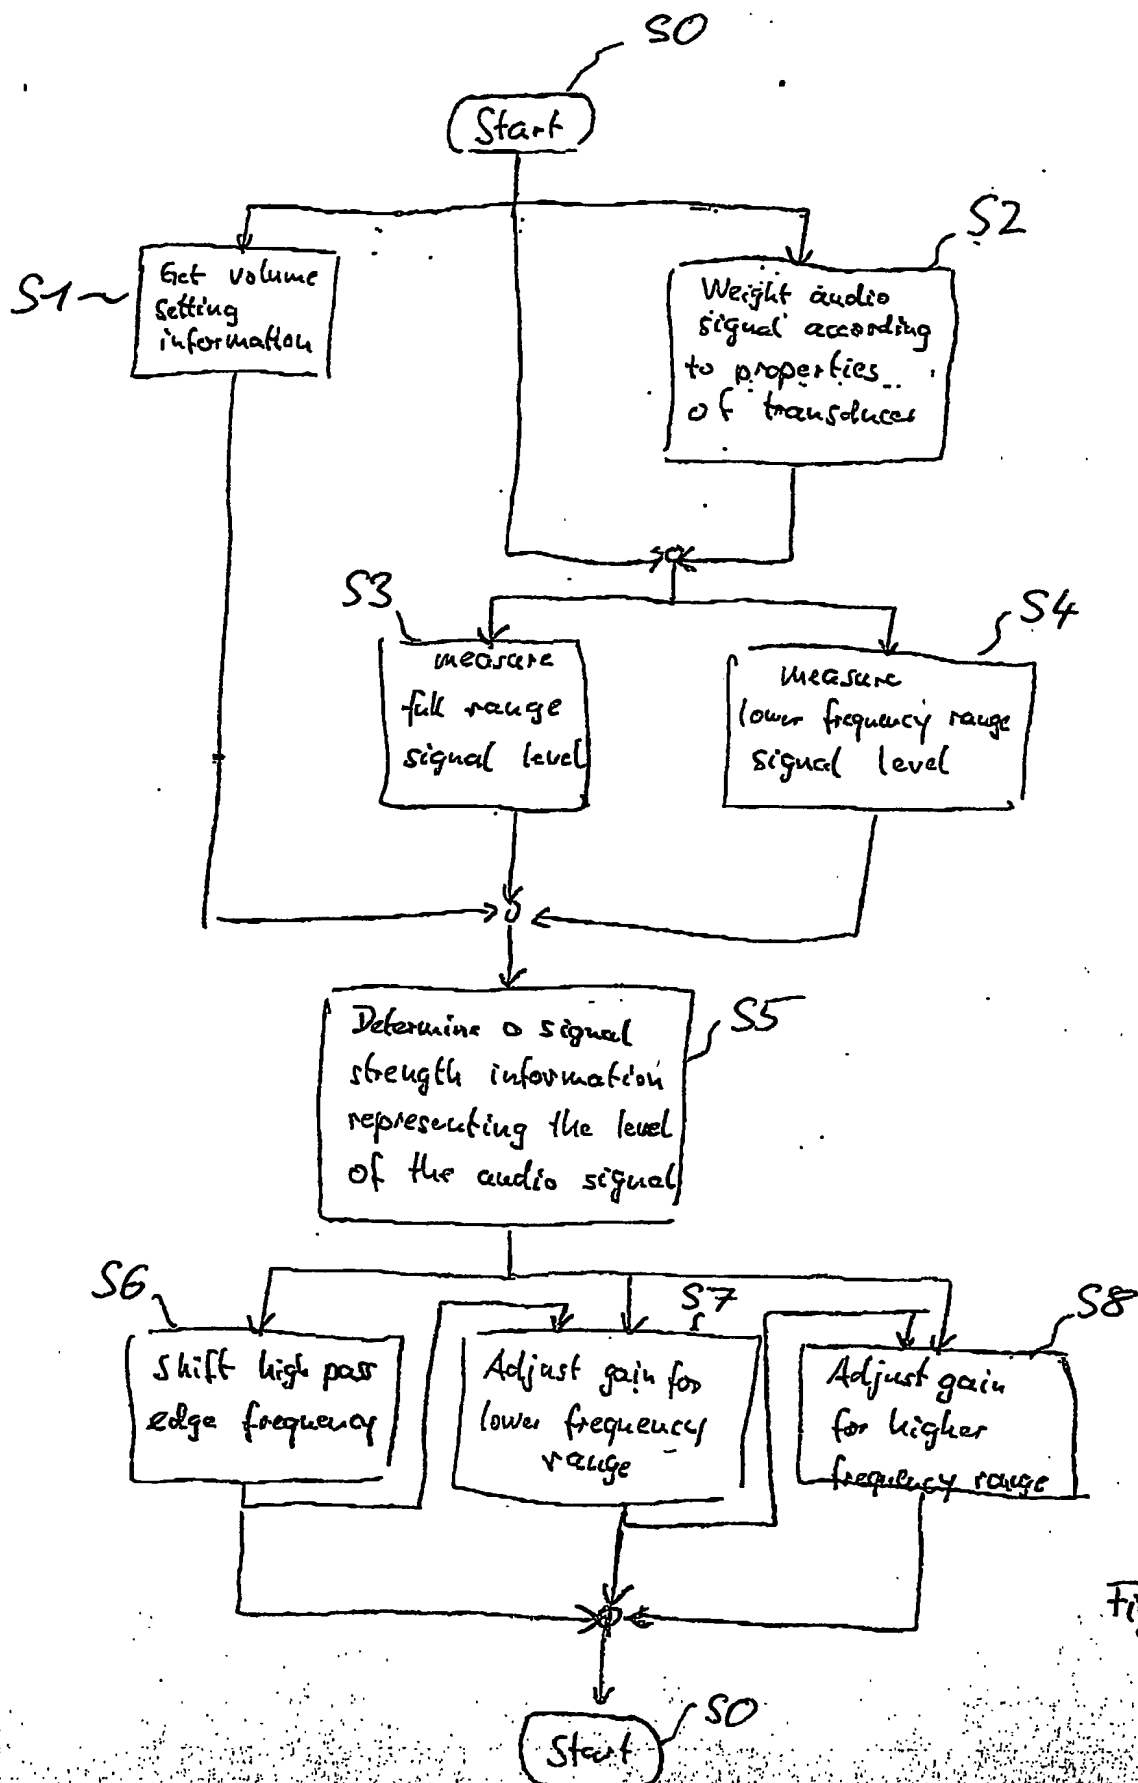 S0
Start
S2
S1
Get volume
setting
information
Weight audio
signal according
to properties
of transducer
S3
measure
full range
signal level
S4
measure
lower frequency range
signal level
S5
Determine a signal
strength information
representing the level
of the audio signal
S6
Shift high pass
edge frequency
S7
Adjust gain for
lower frequency
range
S8
Adjust gain
for higher
frequency range
Fig
S0
Start